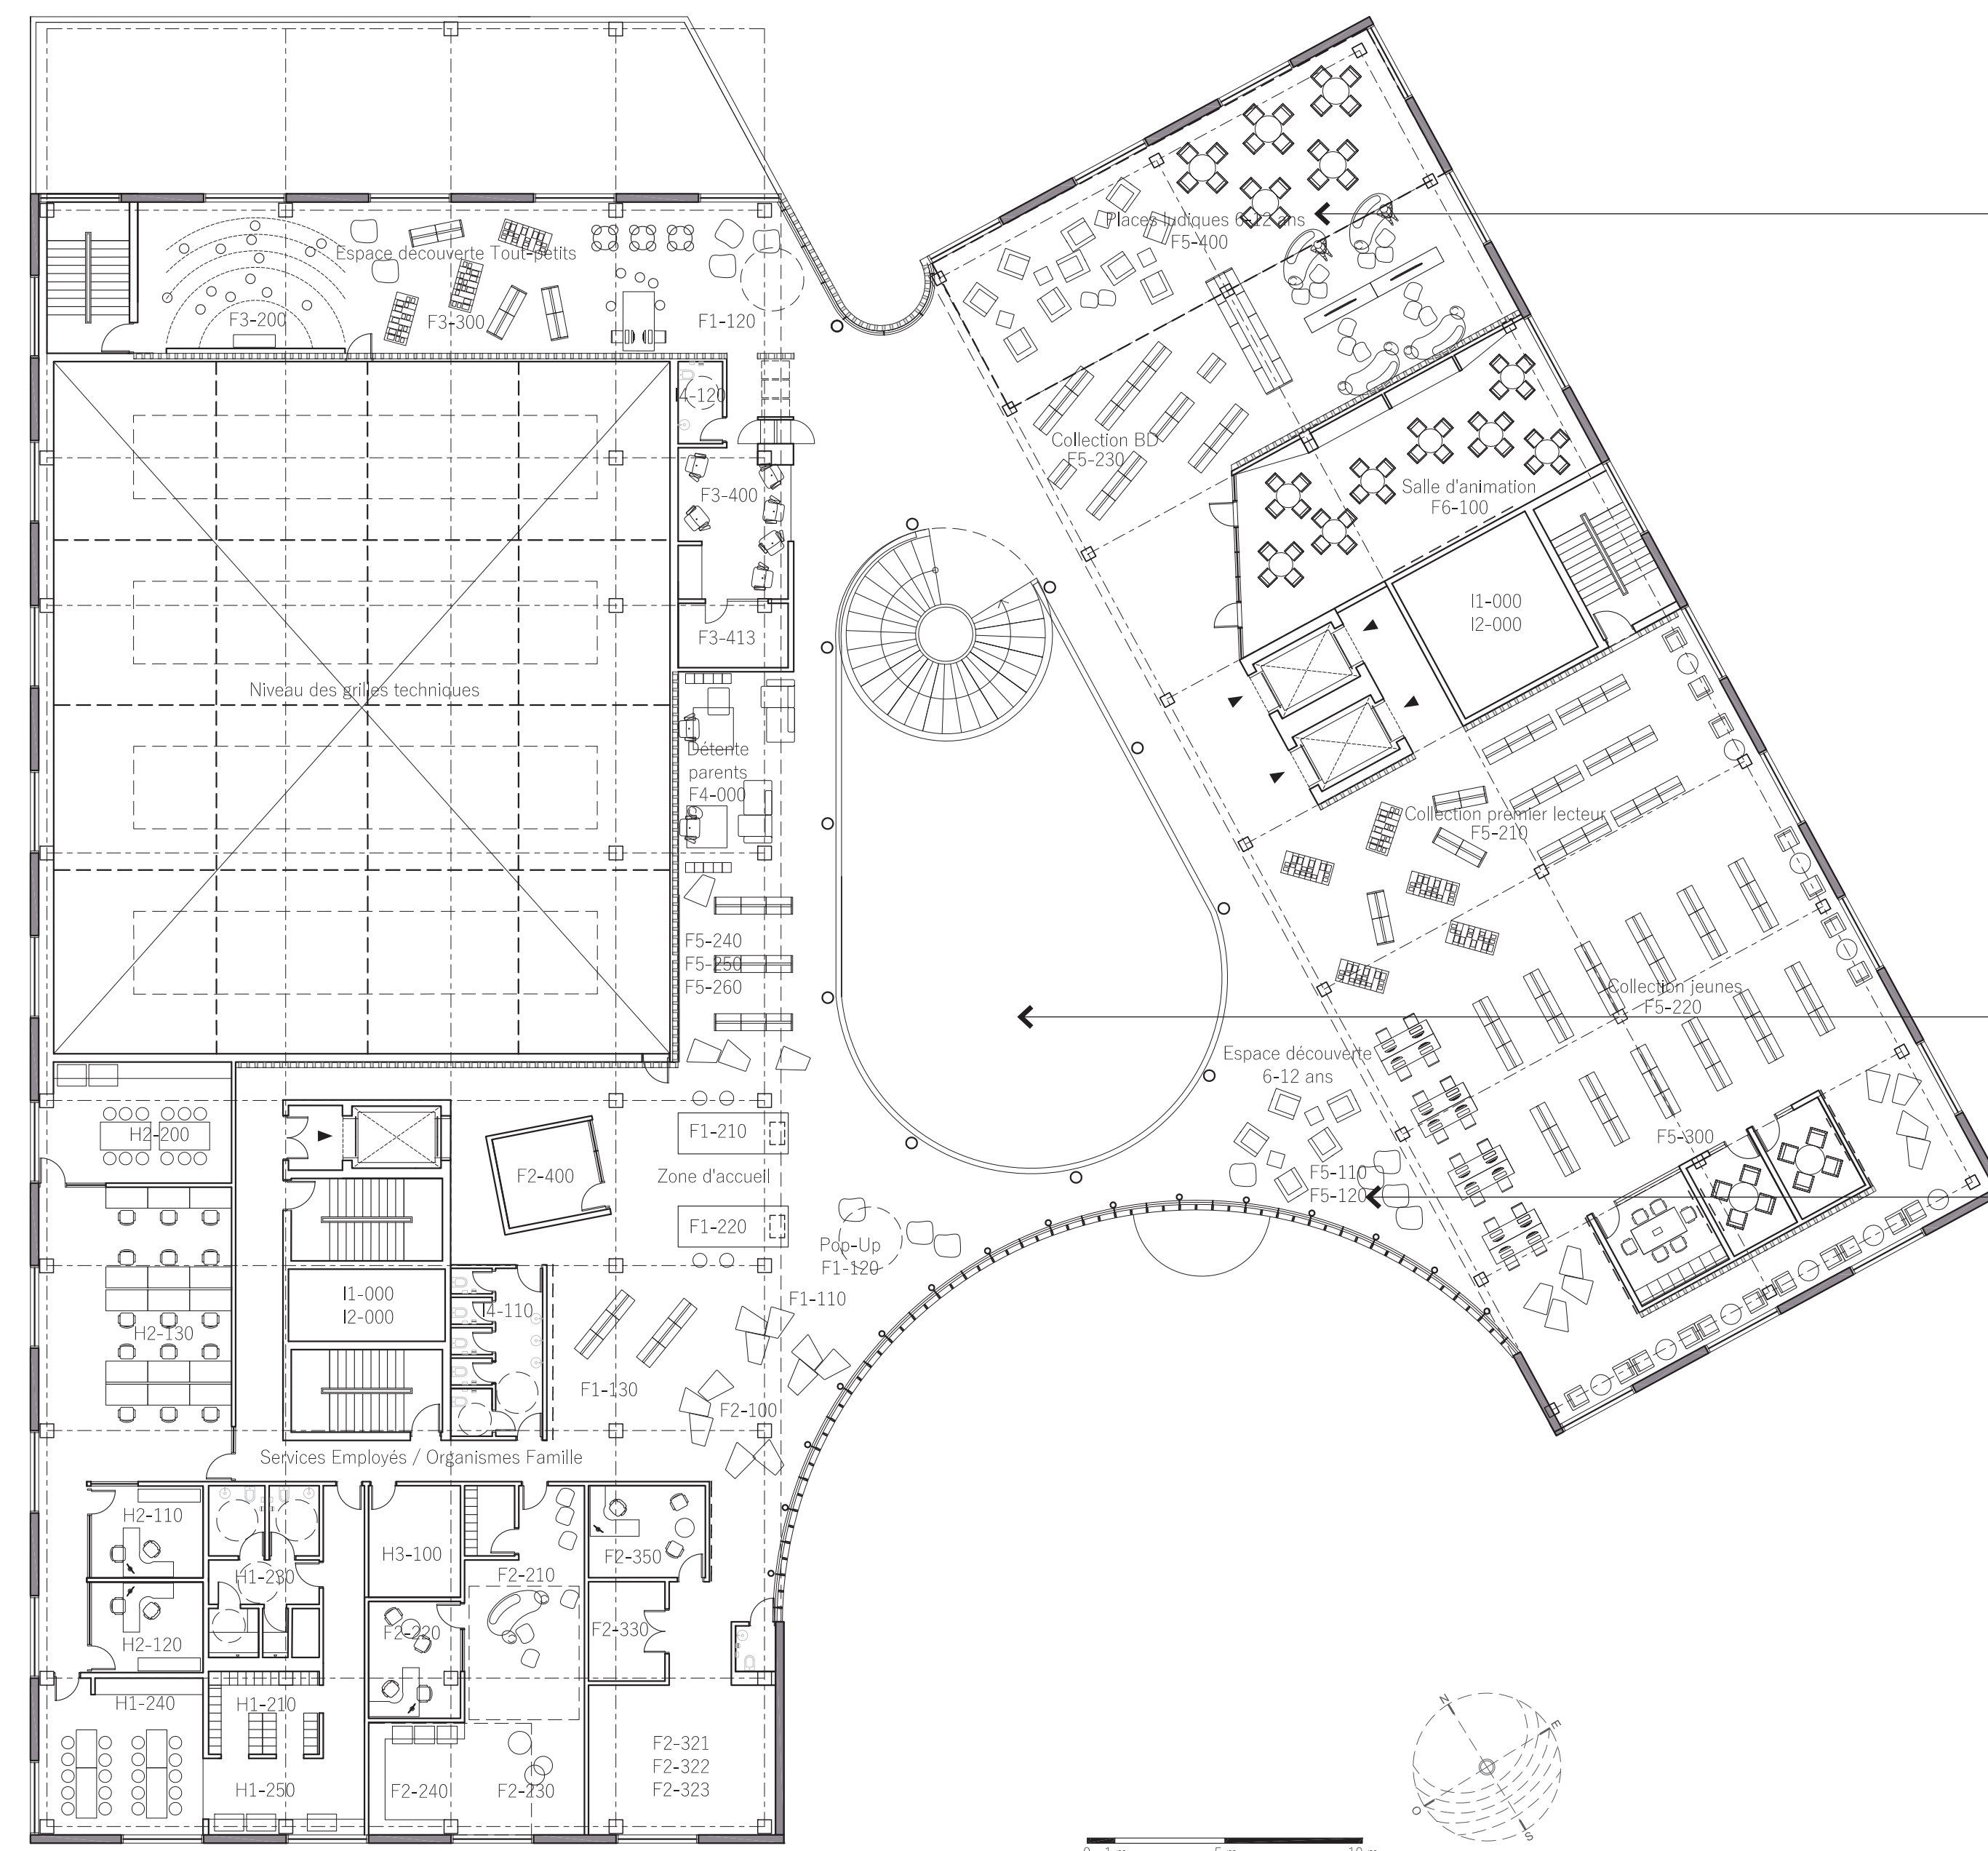 Places ludiques 6-12 ans
F5-400
Espace découverte Tout-petits
F3-200
F3-300
F1-120
I4-120
Collection BD
F5-230
Salle d'animation
F6-100
F3-400
I1-000
I2-000
F3-413
Niveau des grilles techniques
Détente
parents
F4-000
Collection premier lecteur
F5-210
F5-240
F5-250
F5-260
Collection jeunes
F5-220
Espace découverte
6-12 ans
H2-200
F1-210
F5-300
F2-400
Zone d'accueil
F5-110
F5-120
F1-220
Pop-Up
F1-120
I1-000
I2-000
I4-110
F1-110
H2-130
F1-130
F2-100
Services Employés / Organismes Famille
H2-110
H3-100
F2-350
H1-230
F2-210
H2-120
F2-220
F2-330
H1-240
H1-210
F2-321
F2-322
F2-323
H1-250
F2-240
F2-230
N
E
O
S
0 1 m 5 m 10 m